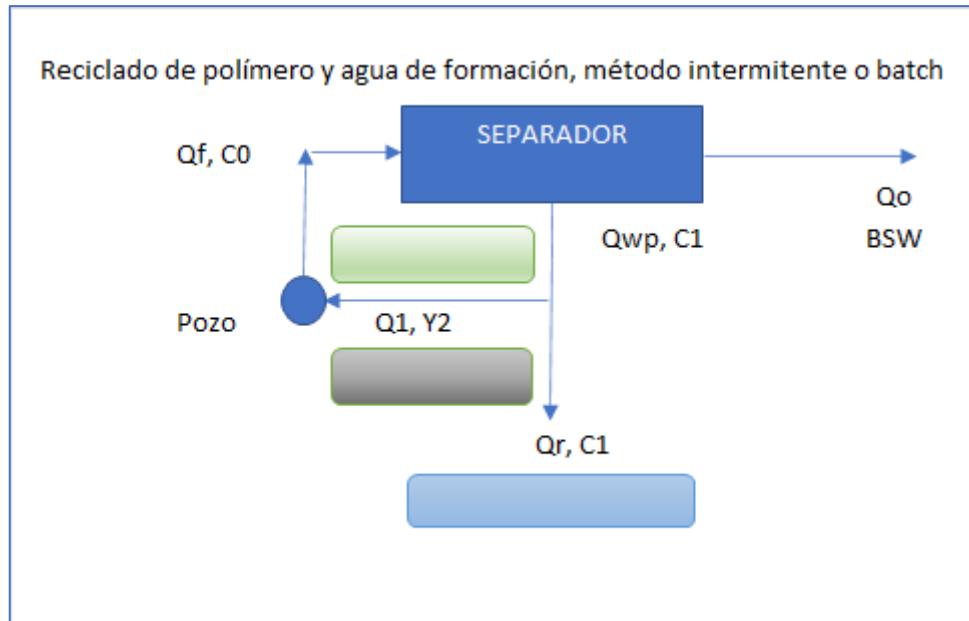 Reciclado de polímero y agua de formación, método intermitente o batch
SEPARADOR
Qf, C0
Qo
BSW
Qwp, C1
Pozo
Q1, Y2
Qr, C1